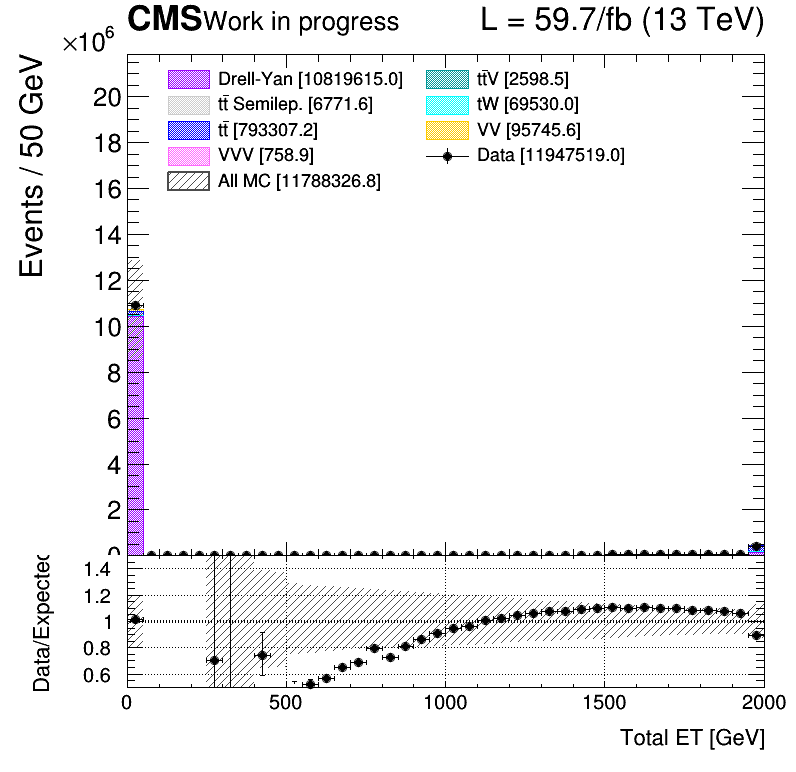 CMS Work in progress L = 59.7/fb (13 TeV)
×10⁶
Events / 50 GeV
Drell-Yan [10819615.0]
tt̄ Semilep. [6771.6]
tt̄ [793307.2]
VVV [758.9]
All MC [11788326.8]
tt̄V [2598.5]
tW [69530.0]
VV [95745.6]
Data [11947519.0]
20
18
16
14
12
10
8
6
4
2
0
Data/Expected
1.4
1.2
1
0.8
0.6
0 500 1000 1500 2000
Total ET [GeV]